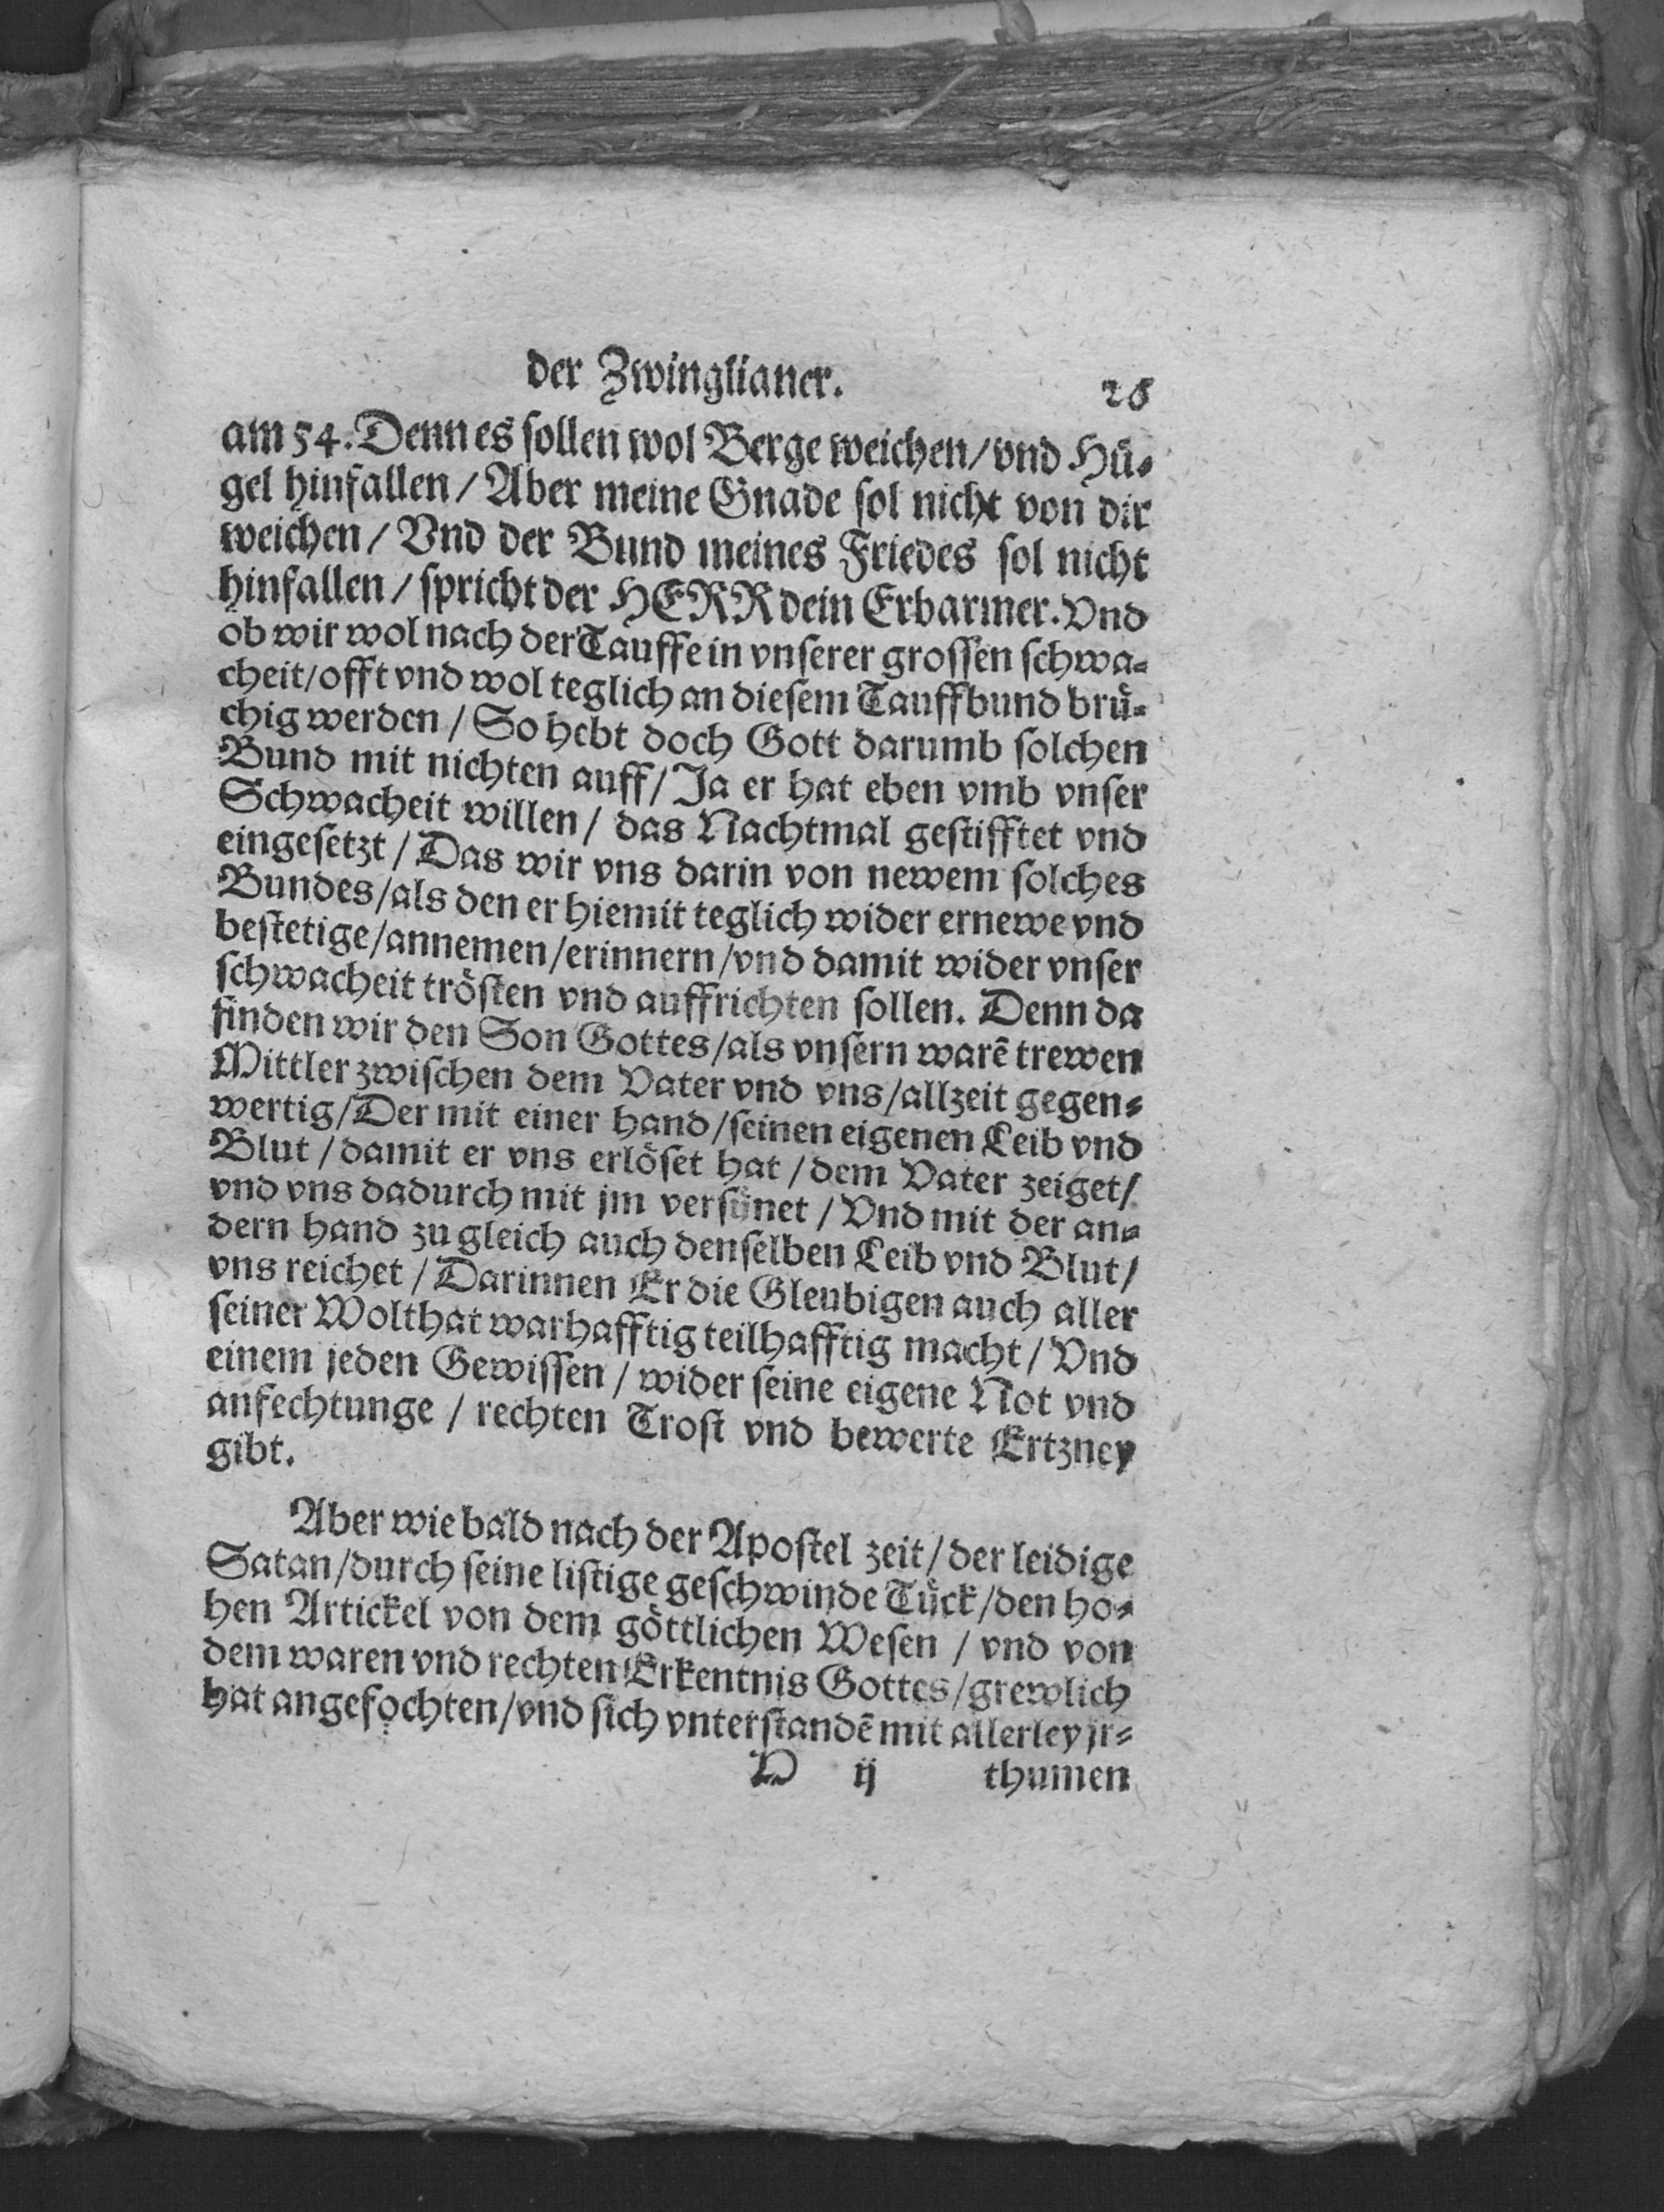 der Zwinglianer. 26
am 54. Denn es sollen wol Berge weichen/ vnd Hü-
gel hinfallen/ Aber meine Gnade sol nicht von dir
weichen/ Vnd der Bund meines Friedes sol nicht
hinfallen/ spricht der HERR dein Erbarmer. Vnd
ob wir wol nach der Tauffe in vnserer grossen schwa-
cheit/ offt vnd wol teglich an diesem Tauffbund brü-
chig werden/ So hebt doch Gott darumb solchen
Bund mit nichten auff/ Ja er hat eben vmb vnser
Schwacheit willen/ das Nachtmal gestifftet vnd
eingesetzt/ Das wir vns darin von newem solches
Bundes/ als den er hiemit teglich wider ernewe vnd
bestetige/ annemen/ erinnern/ vnd damit wider vnser
schwacheit trösten vnd auffrichten sollen. Denn da
finden wir den Son Gottes/ als vnsern warē trewen
Mittler zwischen dem Vater vnd vns/ allzeit gegen-
wertig/ Der mit einer hand/ seinen eigenen Leib vnd
Blut/ damit er vns erlöset hat/ dem Vater zeiget/
vnd vns dadurch mit jm versünet/ Vnd mit der an-
dern hand zu gleich auch denselben Leib vnd Blut/
vns reichet/ Darinnen Er die Gleubigen auch aller
seiner Wolthat warhafftig teilhafftig macht/ Vnd
einem jeden Gewissen/ wider seine eigene Not vnd
anfechtunge/ rechten Trost vnd bewerte Ertzney
gibt.
Aber wie bald nach der Apostel zeit/ der leidige
Satan/ durch seine listige geschwinde Tück/ den ho-
hen Artickel von dem göttlichen Wesen/ vnd von
dem waren vnd rechten Erkentnis Gottes/ grewlich
hat angefochten/ vnd sich vnterstandē mit allerley jr-
ij thumen